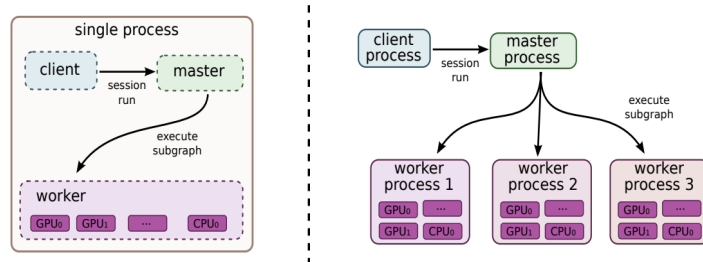 single process
client
master
session
run
execute
subgraph
worker
GPU₀
GPU₁
...
CPU₀
client
process
master
process
session
run
execute
subgraph
worker
process 1
GPU₀
...
GPU₁
CPU₀
worker
process 2
GPU₀
...
GPU₁
CPU₀
worker
process 3
GPU₀
...
GPU₁
CPU₀